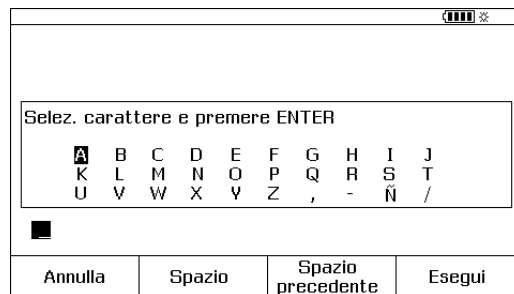 Selez. carattere e premere ENTER
A B C D E F G H I J
K L M N O P Q R S T
U V W X Y Z , - Ñ /
Annulla Spazio Spazio precedente Esegui